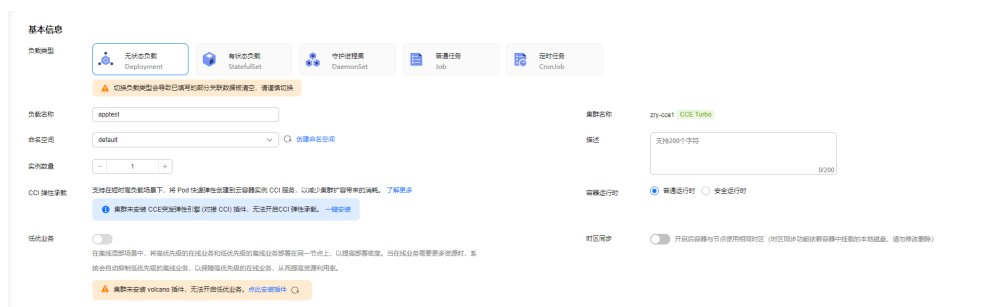 基本信息
负载类型
无状态负载
Deployment
有状态负载
StatefulSet
守护进程集
DaemonSet
普通任务
Job
定时任务
CronJob
切换负载类型会导致已填写的部分关联数据被清空，请谨慎切换
负载名称
apptest
集群名称
zry-cce1 CCE Turbo
命名空间
default
创建命名空间
描述
支持200个字符
0/200
实例数量
- 1 +
CCI 弹性承载
支持在短时高负载场景下，将 Pod 快速弹性创建到云容器实例 CCI 服务，以减少集群扩容带来的消耗。 了解更多
集群未安装 CCE突发弹性引擎 (对接 CCI) 插件，无法开启CCI 弹性承载。 一键安装
容器运行时
普通运行时
安全运行时
低优业务
在离线混部场景中，将高优先级的在线业务和低优先级的离线业务部署在同一节点上，以提高部署密度。当在线业务需要更多资源时，系
统会自动抑制低优先级的离线业务，以保障高优先级的在线业务，从而提高资源利用率。
集群未安装 volcano 插件，无法开启低优业务。点此安装插件
时区同步
开启后容器与节点使用相同时区（时区同步功能依赖容器中挂载的本地磁盘，请勿修改删除）